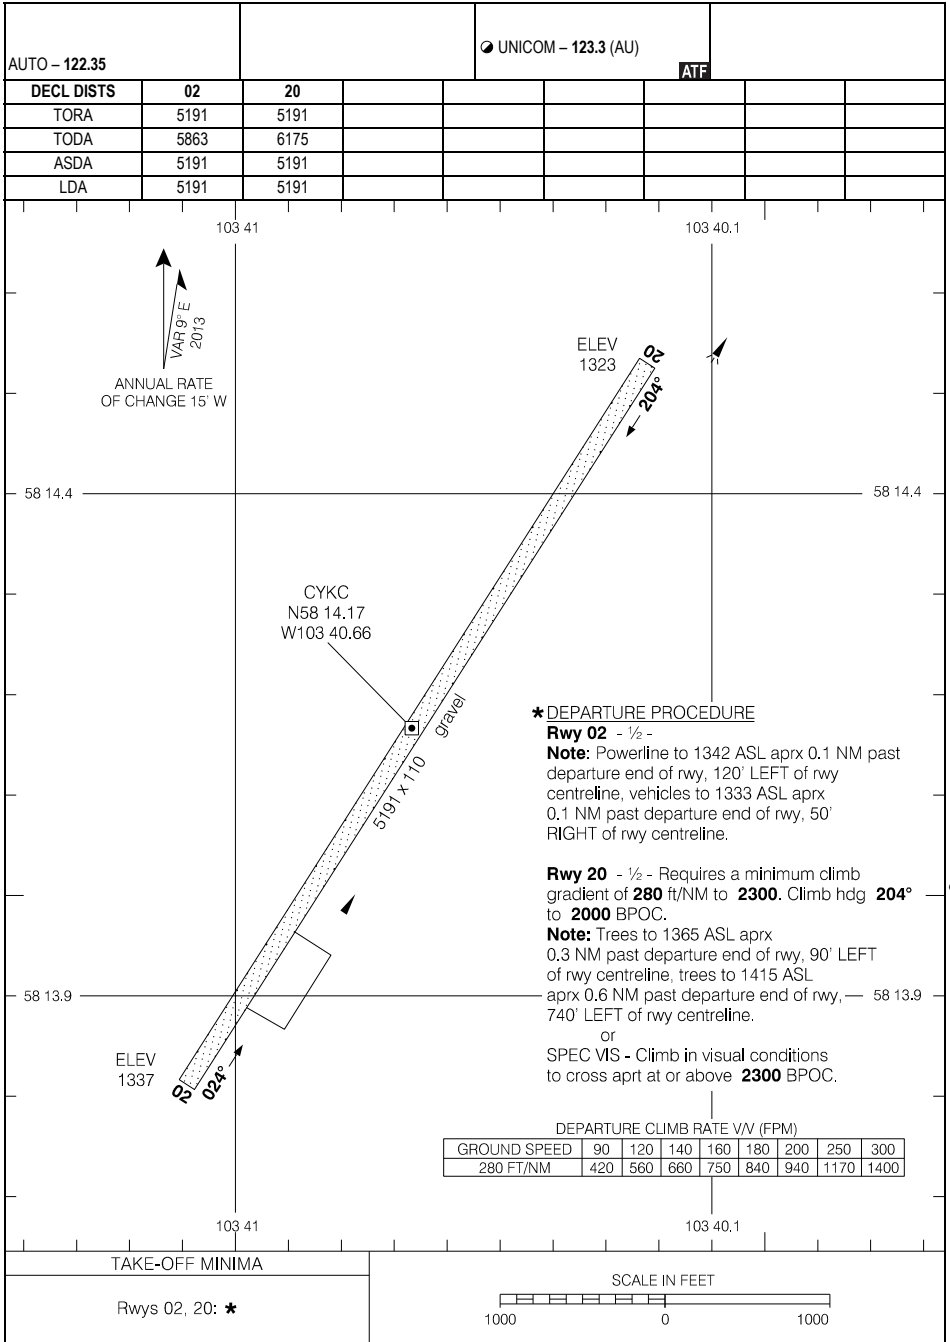 AUTO – 122.35
UNICOM – 123.3 (AU)
ATF
DECL DISTS 02 20
TORA 5191 5191
TODA 5863 6175
ASDA 5191 5191
LDA 5191 5191
103 41 103 40.1
VAR 9° E
2013
ANNUAL RATE
OF CHANGE 15' W
ELEV
1323
20
204°
58 14.4 58 14.4
CYKC
N58 14.17
W103 40.66
gravel
5191 x 110
* DEPARTURE PROCEDURE
Rwy 02 - ½ -
Note: Powerline to 1342 ASL aprx 0.1 NM past
departure end of rwy, 120' LEFT of rwy
centreline, vehicles to 1333 ASL aprx
0.1 NM past departure end of rwy, 50'
RIGHT of rwy centreline.
Rwy 20 - ½ - Requires a minimum climb
gradient of 280 ft/NM to 2300. Climb hdg 204°
to 2000 BPOC.
Note: Trees to 1365 ASL aprx
0.3 NM past departure end of rwy, 90' LEFT
of rwy centreline, trees to 1415 ASL
aprx 0.6 NM past departure end of rwy,
740' LEFT of rwy centreline.
or
SPEC VIS - Climb in visual conditions
to cross aprt at or above 2300 BPOC.
58 13.9 58 13.9
ELEV
1337
02
024°
DEPARTURE CLIMB RATE V/V (FPM)
GROUND SPEED 90 120 140 160 180 200 250 300
280 FT/NM 420 560 660 750 840 940 1170 1400
103 41 103 40.1
TAKE-OFF MINIMA
Rwys 02, 20: *
SCALE IN FEET
1000 0 1000